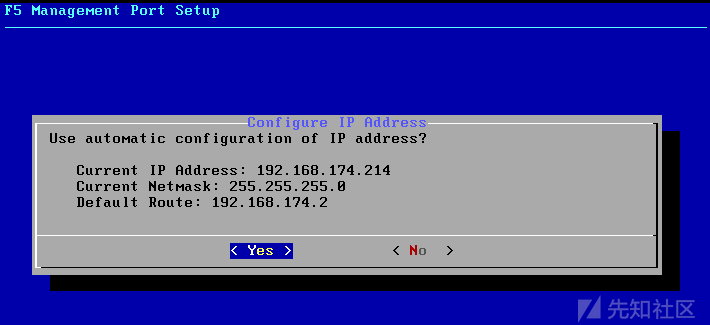 F5 Management Port Setup
Configure IP Address
Use automatic configuration of IP address?
Current IP Address: 192.168.174.214
Current Netmask: 255.255.255.0
Default Route: 192.168.174.2
< Yes > < No >
先知社区